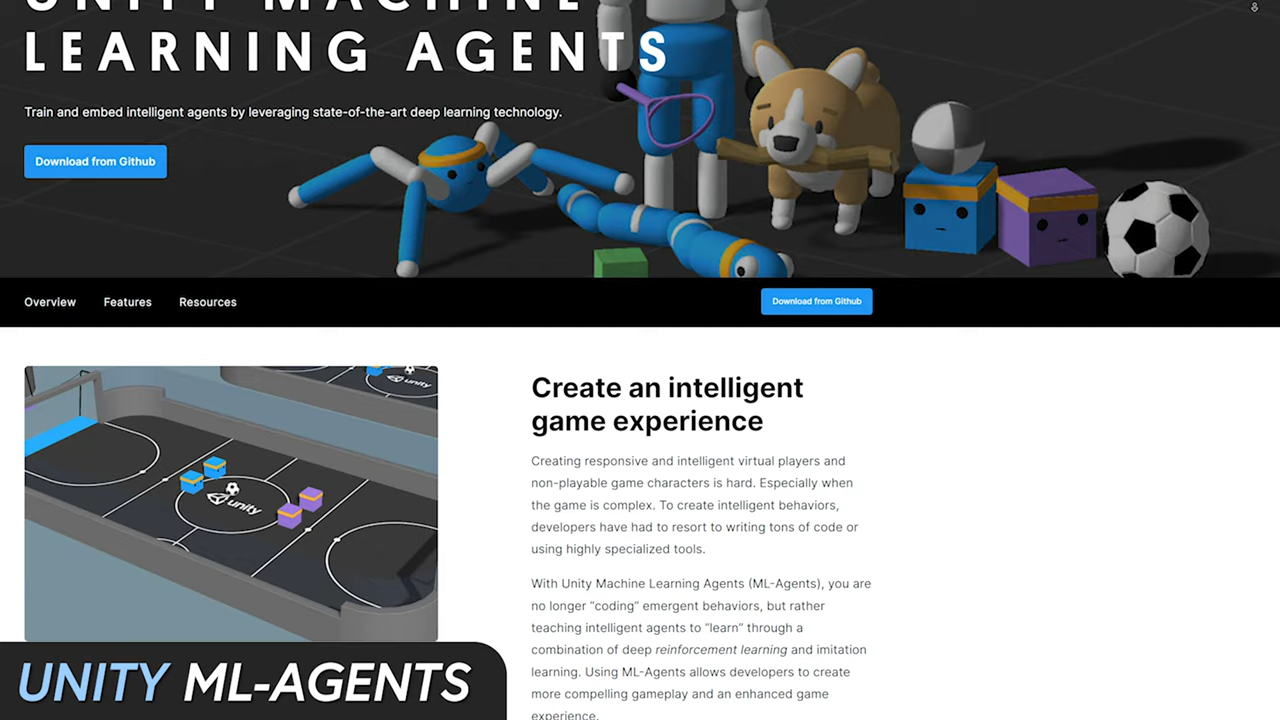 UNITY MACHINE
LEARNING AGENTS
Train and embed intelligent agents by leveraging state-of-the-art deep learning technology.
Download from Github
Overview Features Resources Download from Github
unity
unity
Create an intelligent
game experience
Creating responsive and intelligent virtual players and
non-playable game characters is hard. Especially when
the game is complex. To create intelligent behaviors,
developers have had to resort to writing tons of code or
using highly specialized tools.
With Unity Machine Learning Agents (ML-Agents), you are
no longer “coding” emergent behaviors, but rather
teaching intelligent agents to “learn” through a
combination of deep reinforcement learning and imitation
learning. Using ML-Agents allows developers to create
more compelling gameplay and an enhanced game
experience.
UNITY ML-AGENTS